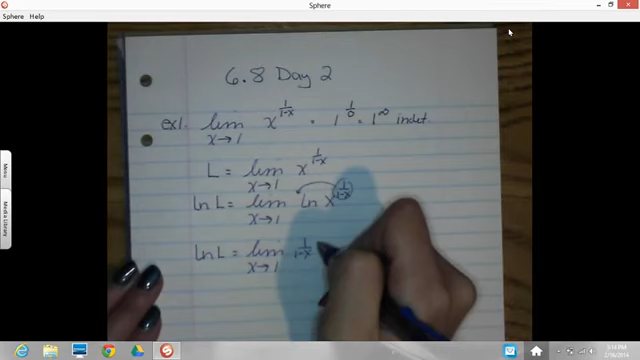 Sphere
Sphere Help
6.8 Day 2
ex1. lim x→1 x^(1/(1-x)) = 1^(1/0) = 1^∞ indet.
L = lim x→1 x^(1/(1-x))
ln L = lim x→1 ln x^(1/(1-x))
ln L = lim x→1 1/(1-x)
Live
Media Library
3:14 PM
2/16/2014